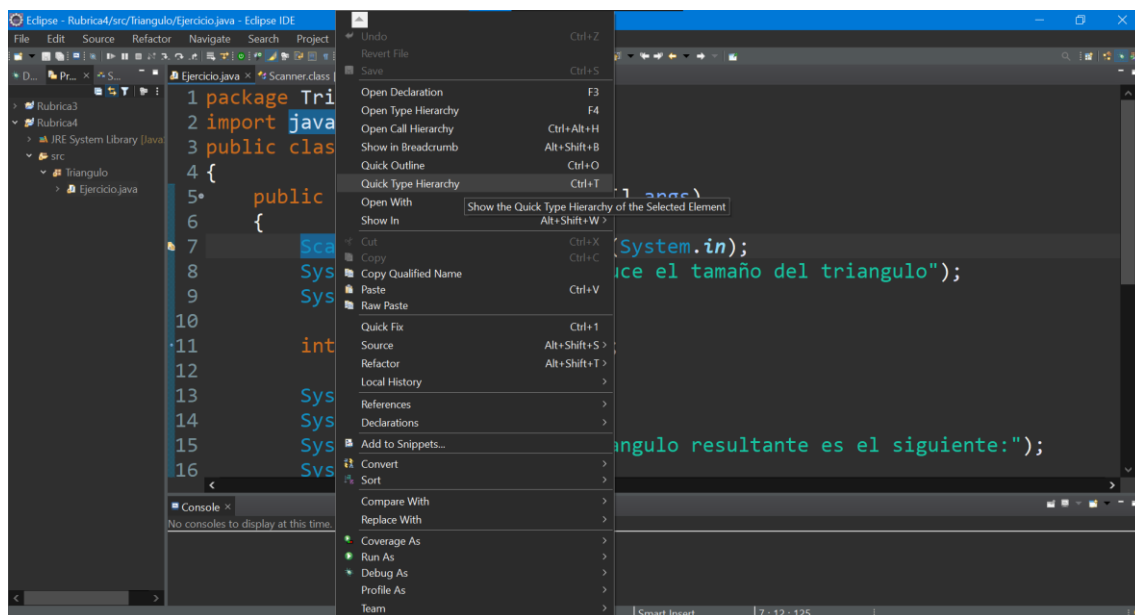 Eclipse - Rubrica4/src/Triangulo/Ejercicio.java - Eclipse IDE
File Edit Source Refactor Navigate Search Project
Pr... S...
Rubrica3
Rubrica4
JRE System Library [Java
src
Triangulo
Ejercicio.java
Ejercicio.java Scanner.class
1 package Tri
2 import java
3 public clas
4 {
5 public args)
6 {
7 Sca (System.in);
8 Sys uce el tamaño del triangulo");
9 Sys
10
11 int ;
12
13 Sys
14 Sys
15 Sys angulo resultante es el siguiente:");
16 Sys
Undo Ctrl+Z
Revert File
Save Ctrl+S
Open Declaration F3
Open Type Hierarchy F4
Open Call Hierarchy Ctrl+Alt+H
Show in Breadcrumb Alt+Shift+B
Quick Outline Ctrl+O
Quick Type Hierarchy Ctrl+T
Open With
Show the Quick Type Hierarchy of the Selected Element
Show In Alt+Shift+W >
Cut Ctrl+X
Copy Ctrl+C
Copy Qualified Name
Paste Ctrl+V
Raw Paste
Quick Fix Ctrl+1
Source Alt+Shift+S >
Refactor Alt+Shift+T >
Local History >
References >
Declarations >
Add to Snippets...
Convert >
Sort >
Compare With >
Replace With >
Coverage As >
Run As >
Debug As >
Profile As >
Team >
Console
No consoles to display at this time.
Smart Insert 7 : 12 : 125